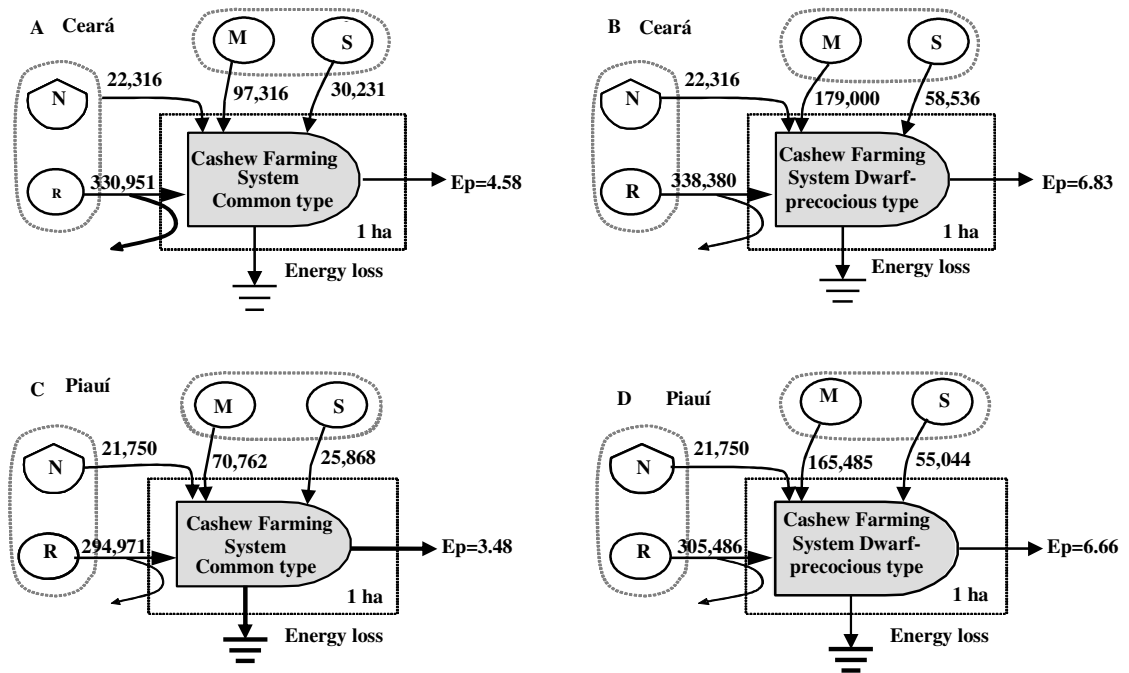 A Ceará
M
S
N
22,316
97,316
30,231
R
330,951
Cashew Farming
System
Common type
Ep=4.58
1 ha
Energy loss
B Ceará
M
S
N
22,316
179,000
58,536
R
338,380
Cashew Farming
System Dwarf-
precocious type
Ep=6.83
1 ha
Energy loss
C Piauí
M
S
N
21,750
70,762
25,868
R
294,971
Cashew Farming
System
Common type
Ep=3.48
1 ha
Energy loss
D Piauí
M
S
N
21,750
165,485
55,044
R
305,486
Cashew Farming
System Dwarf-
precocious type
Ep=6.66
1 ha
Energy loss